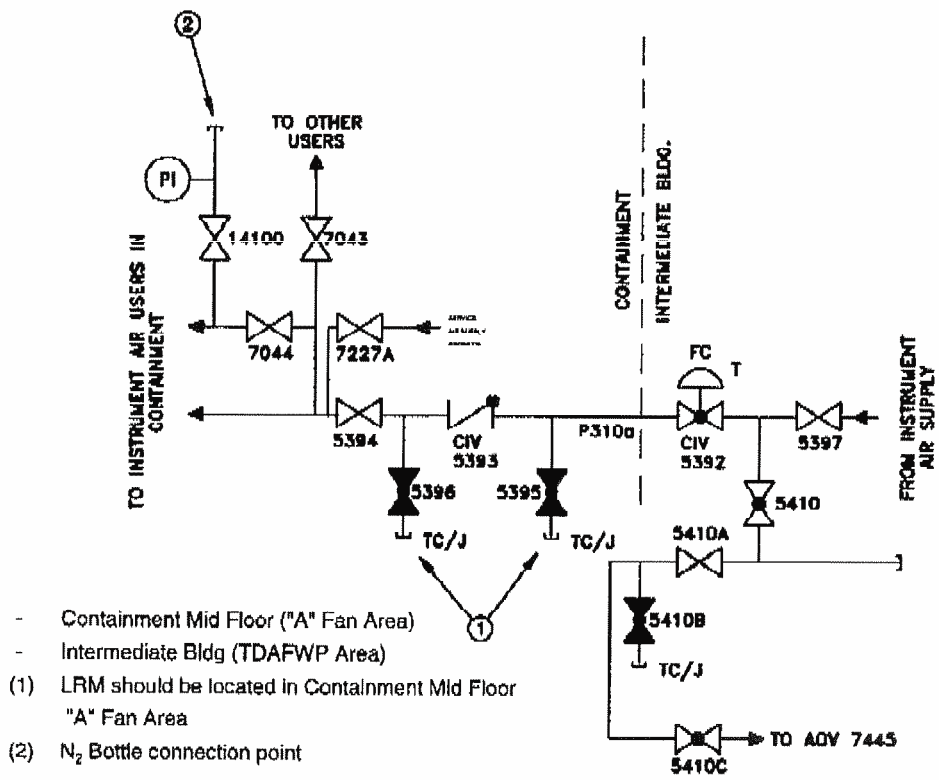 2
TO OTHER
USERS
PI
14100
7043
TO INSTRUMENT AIR USERS IN
CONTAINMENT
7044
7227A
SERVICE
CONTAINMENT
INTERMEDIATE BLDG.
FC
T
5394
CIV
5393
P310a
CIV
5392
5397
FROM INSTRUMENT
AIR SUPPLY
5396
5395
5410
TC/J
TC/J
5410A
1
5410B
TC/J
- Containment Mid Floor ("A" Fan Area)
- Intermediate Bldg (TDAFWP Area)
(1) LRM should be located in Containment Mid Floor
"A" Fan Area
(2) N₂ Bottle connection point
TO AOV 7445
5410C